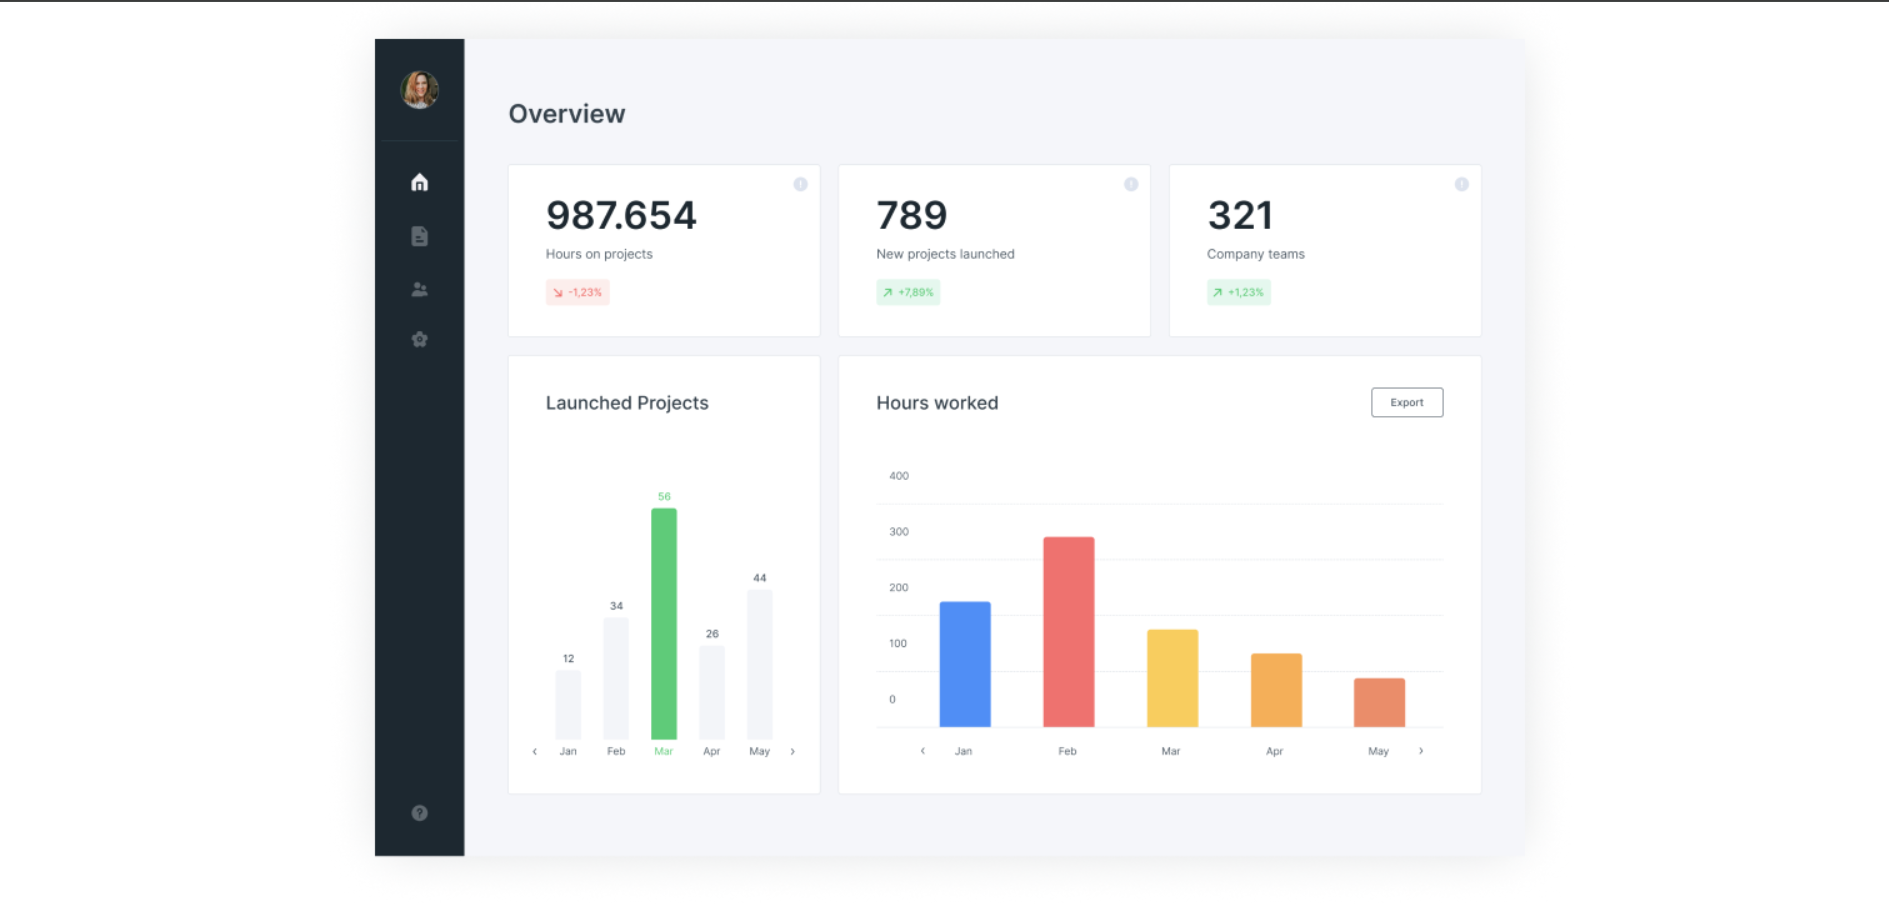 Overview
987.654
Hours on projects
-1,23%
789
New projects launched
+7,89%
321
Company teams
+1,23%
Launched Projects
56
44
34
26
12
Jan Feb Mar Apr May
Hours worked
Export
400
300
200
100
0
Jan Feb Mar Apr May